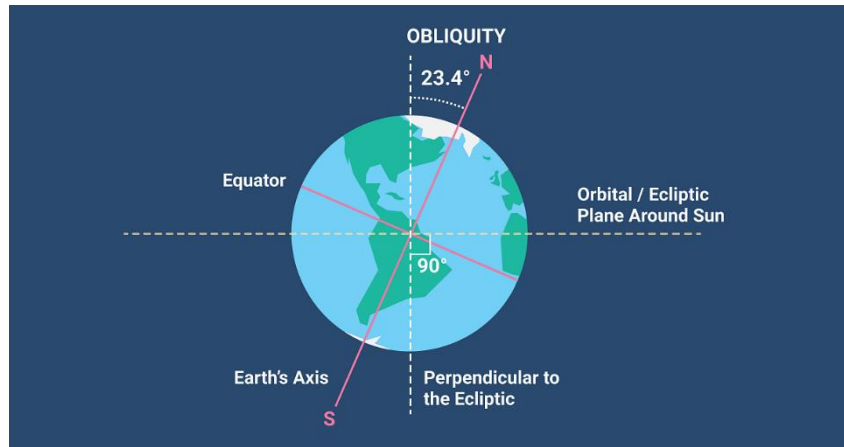 OBLIQUITY
23.4°
N
Equator
Orbital / Ecliptic
Plane Around Sun
90°
Earth's Axis
S
Perpendicular to
the Ecliptic